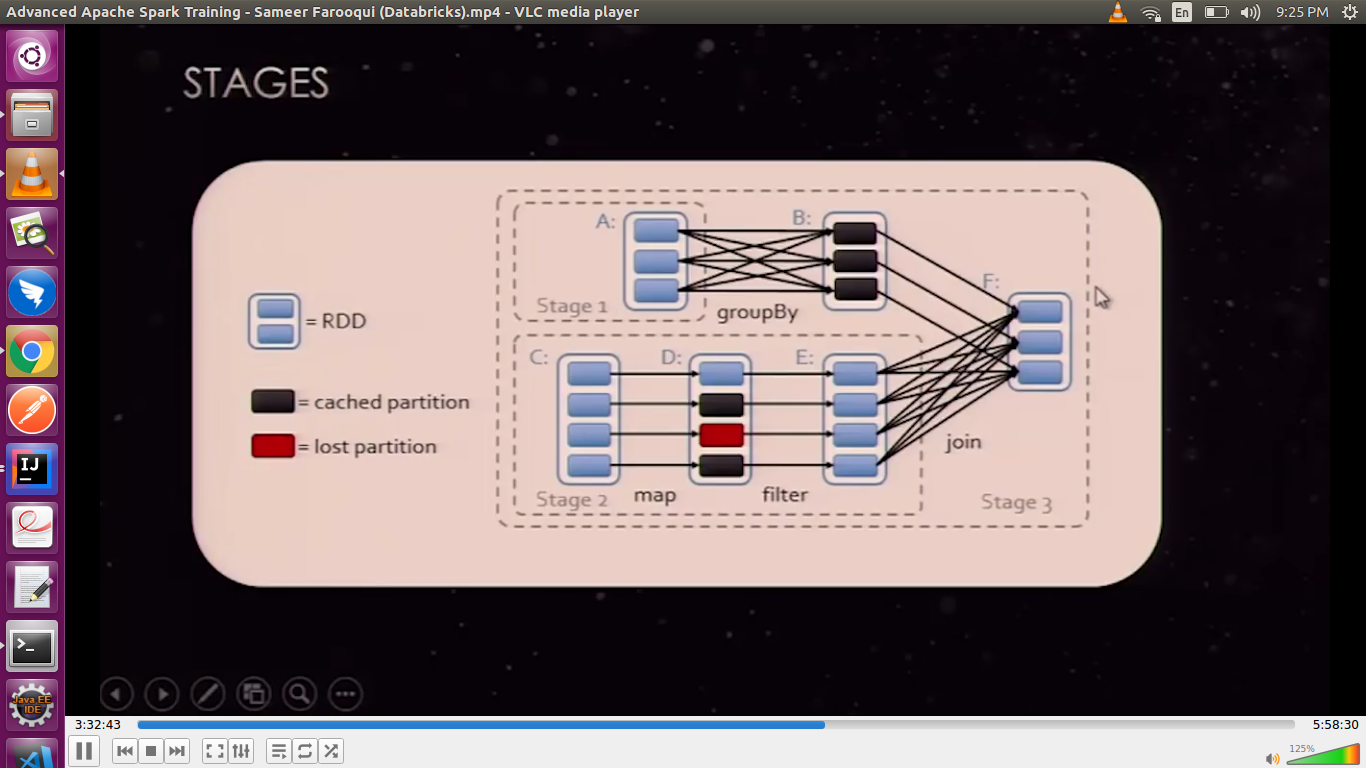 Advanced Apache Spark Training - Sameer Farooqui (Databricks).mp4 - VLC media player
En
9:25 PM
STAGES
A:
B:
F:
Stage 1
groupBy
= RDD
C:
D:
E:
= cached partition
= lost partition
join
Stage 2
map
filter
Stage 3
IJ
>_
Java EE
IDE
3:32:43
5:58:30
125%